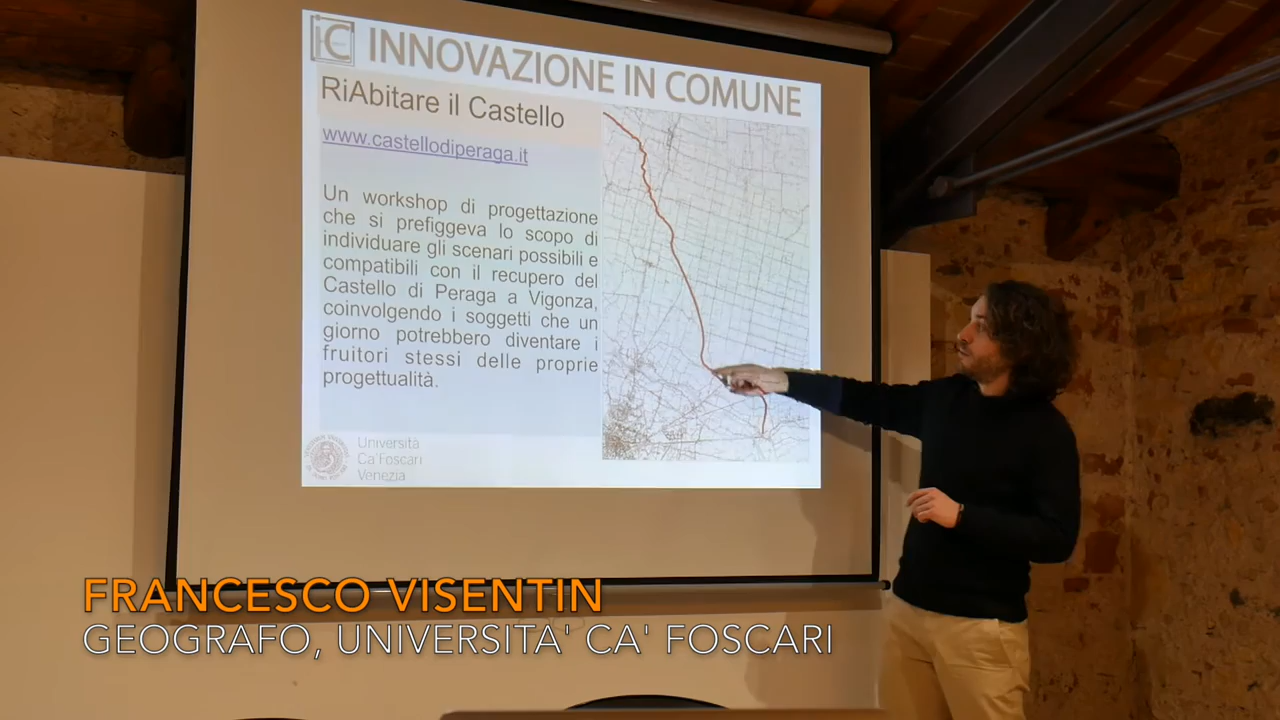 iC INNOVAZIONE IN COMUNE
RiAbitare il Castello
www.castellodiperaga.it
Un workshop di progettazione
che si prefiggeva lo scopo di
individuare gli scenari possibili e
compatibili con il recupero del
Castello di Peraga a Vigonza,
coinvolgendo i soggetti che un
giorno potrebbero diventare i
fruitori stessi delle proprie
progettualità.
Università
Ca'Foscari
Venezia
FRANCESCO VISENTIN
GEOGRAFO, UNIVERSITA' CA' FOSCARI